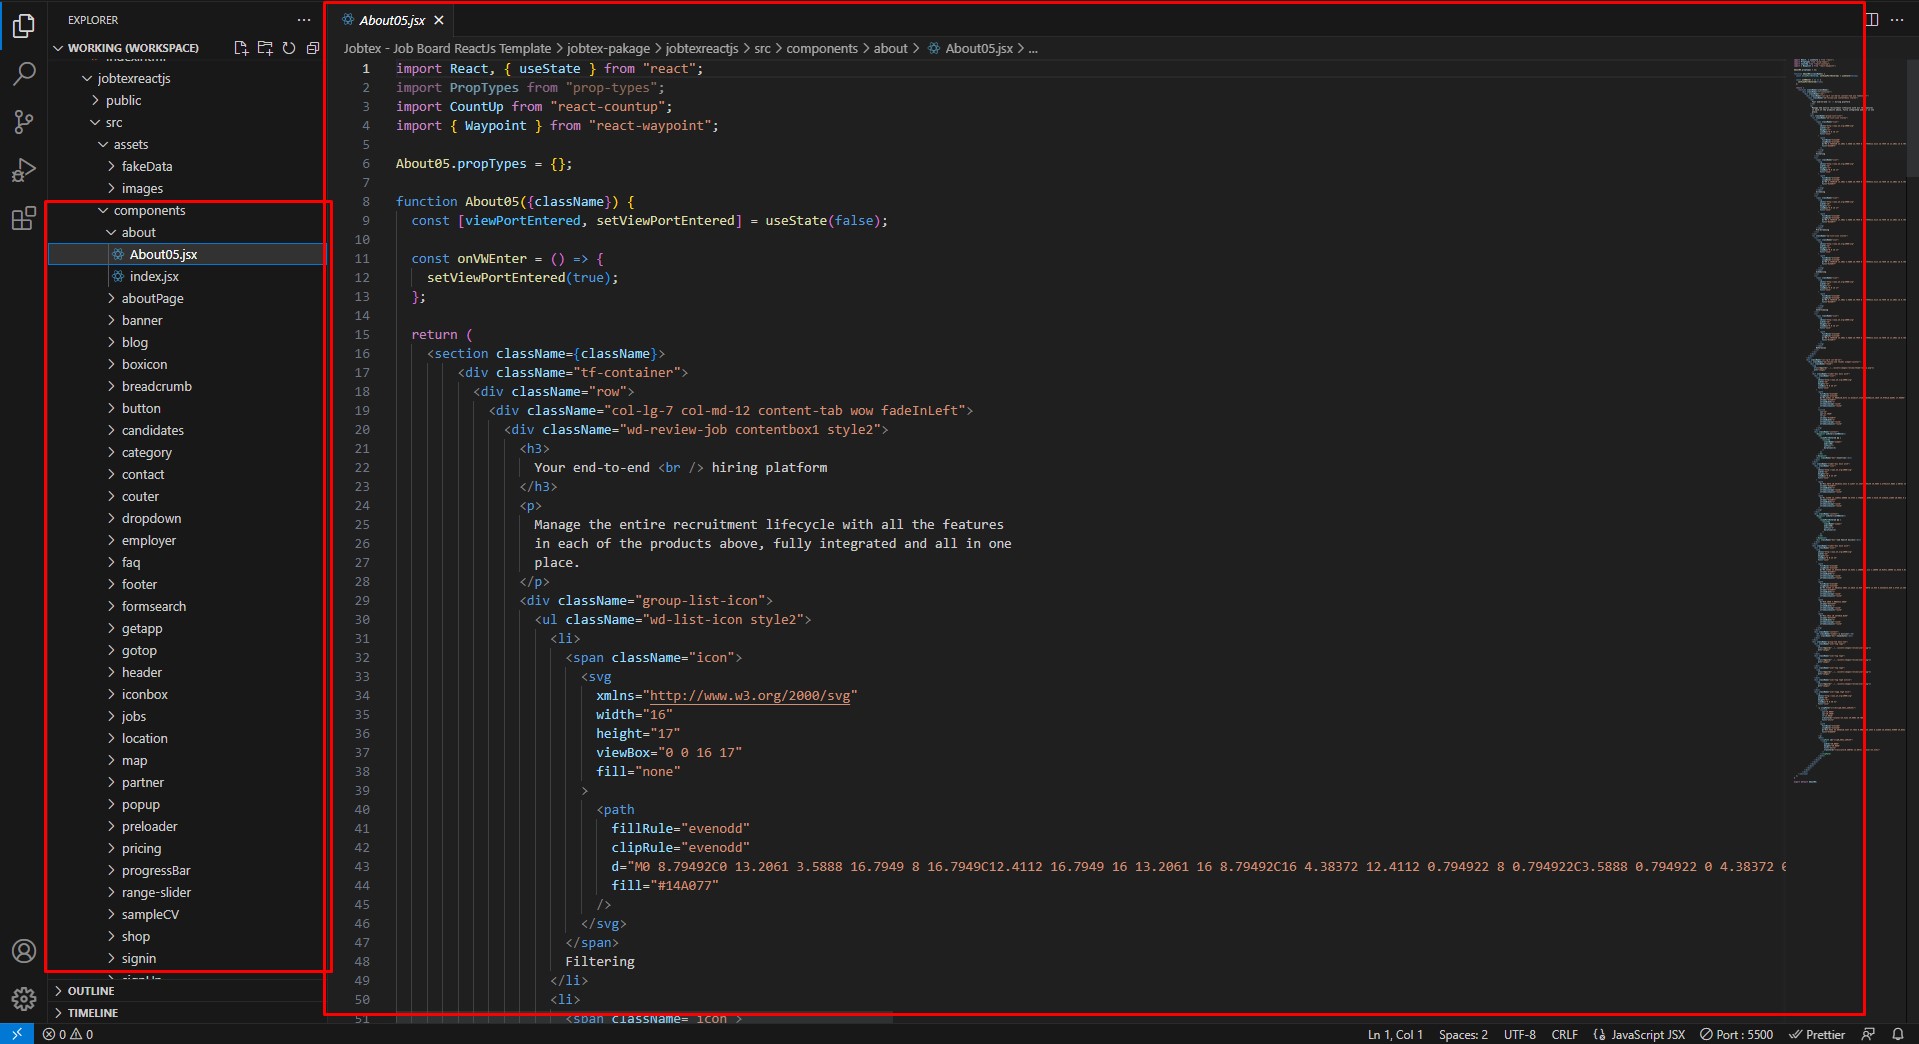 EXPLORER
WORKING (WORKSPACE)
jobtexreactjs
public
src
assets
fakeData
images
components
about
About05.jsx
index.jsx
aboutPage
banner
blog
boxicon
breadcrumb
button
candidates
category
contact
couter
dropdown
employer
faq
footer
formsearch
getapp
gotop
header
iconbox
jobs
location
map
partner
popup
preloader
pricing
progressBar
range-slider
sampleCV
shop
signin
OUTLINE
TIMELINE
About05.jsx
Jobtex - Job Board ReactJs Template > jobtex-pakage > jobtexreactjs > src > components > about > About05.jsx > ...
1 import React, { useState } from "react";
2 import PropTypes from "prop-types";
3 import CountUp from "react-countup";
4 import { Waypoint } from "react-waypoint";
5
6 About05.propTypes = {};
7
8 function About05({className}) {
9 const [viewPortEntered, setViewPortEntered] = useState(false);
10
11 const onVWEnter = () => {
12 setViewPortEntered(true);
13 };
14
15 return (
16 <section className={className}>
17 <div className="tf-container">
18 <div className="row">
19 <div className="col-lg-7 col-md-12 content-tab wow fadeInLeft">
20 <div className="wd-review-job contentbox1 style2">
21 <h3>
22 Your end-to-end <br /> hiring platform
23 </h3>
24 <p>
25 Manage the entire recruitment lifecycle with all the features
26 in each of the products above, fully integrated and all in one
27 place.
28 </p>
29 <div className="group-list-icon">
30 <ul className="wd-list-icon style2">
31 <li>
32 <span className="icon">
33 <svg
34 xmlns="http://www.w3.org/2000/svg"
35 width="16"
36 height="17"
37 viewBox="0 0 16 17"
38 fill="none"
39 >
40 <path
41 fillRule="evenodd"
42 clipRule="evenodd"
43 d="M0 8.79492C0 13.2061 3.5888 16.7949 8 16.7949C12.4112 16.7949 16 13.2061 16 8.79492C16 4.38372 12.4112 0.794922 8 0.794922C3.5888 0.794922 0 4.38372
44 fill="#14A077"
45 />
46 </svg>
47 </span>
48 Filtering
49 </li>
50 <li>
51 <span className="icon">
0 0
Ln 1, Col 1 Spaces: 2 UTF-8 CRLF {} JavaScript JSX Port : 5500 Prettier